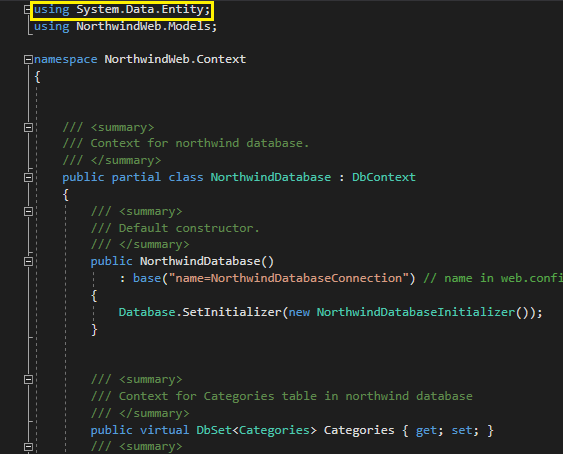 using System.Data.Entity;
using NorthwindWeb.Models;
namespace NorthwindWeb.Context
{
/// <summary>
/// Context for northwind database.
/// </summary>
public partial class NorthwindDatabase : DbContext
{
/// <summary>
/// Default constructor.
/// </summary>
public NorthwindDatabase()
: base("name=NorthwindDatabaseConnection") // name in web.confi
{
Database.SetInitializer(new NorthwindDatabaseInitializer());
}
/// <summary>
/// Context for Categories table in northwind database
/// </summary>
public virtual DbSet<Categories> Categories { get; set; }
/// <summary>